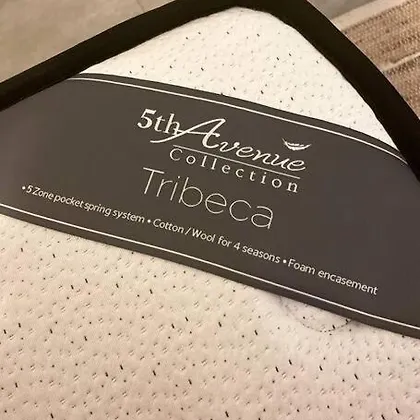 5th Avenue
Collection
Tribeca
• 5 Zone pocket spring system • Cotton / Wool for 4 seasons • Foam encasement